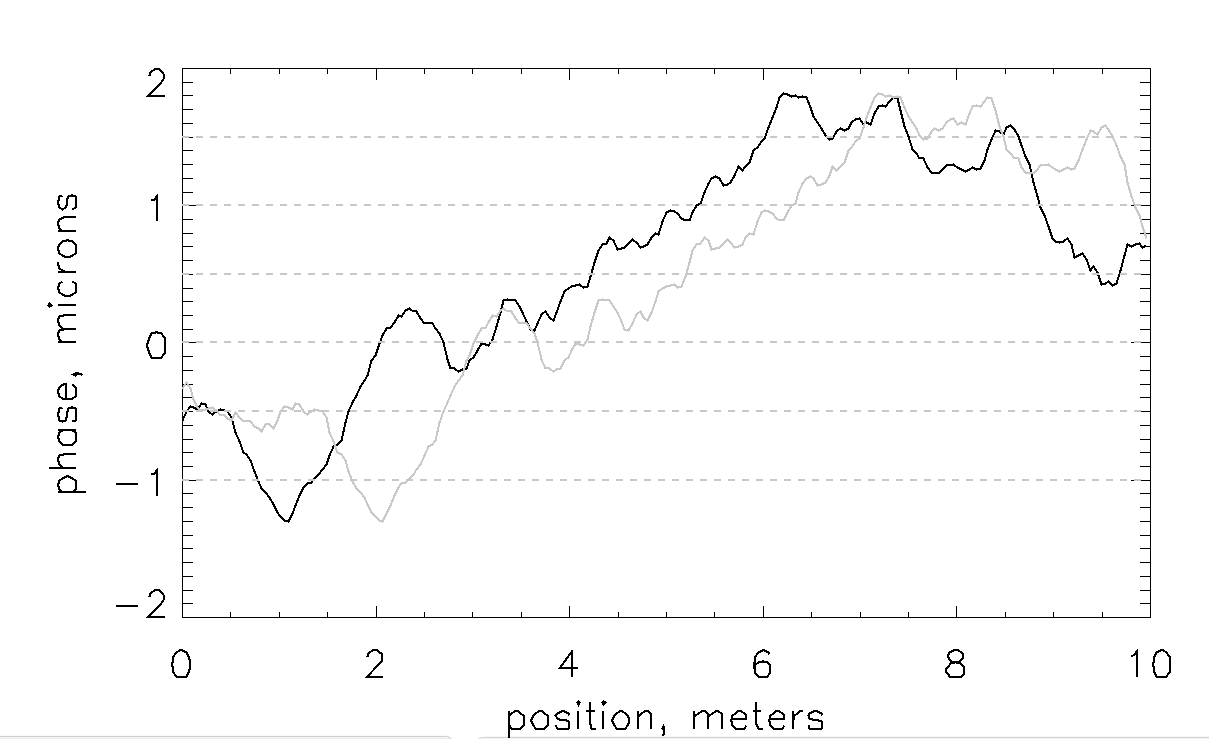 2
1
0
−1
−2
phase, microns
0 2 4 6 8 10
position, meters